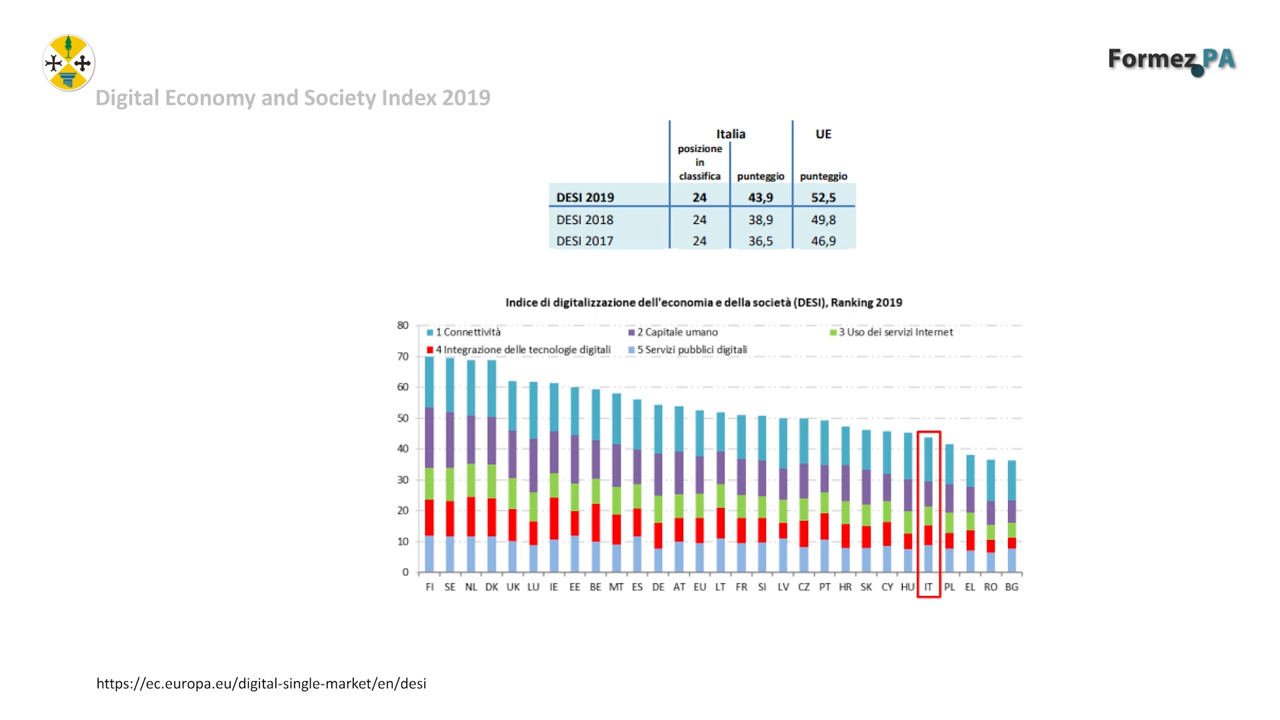 Formez PA
Digital Economy and Society Index 2019
Italia UE
posizione
in
classifica punteggio punteggio
DESI 2019 24 43,9 52,5
DESI 2018 24 38,9 49,8
DESI 2017 24 36,5 46,9
Indice di digitalizzazione dell'economia e della società (DESI), Ranking 2019
80
1 Connettività 2 Capitale umano 3 Uso dei servizi Internet
4 Integrazione delle tecnologie digitali 5 Servizi pubblici digitali
70
60
50
40
30
20
10
0
FI SE NL DK UK LU IE EE BE MT ES DE AT EU LT FR SI LV CZ PT HR SK CY HU IT PL EL RO BG
https://ec.europa.eu/digital-single-market/en/desi